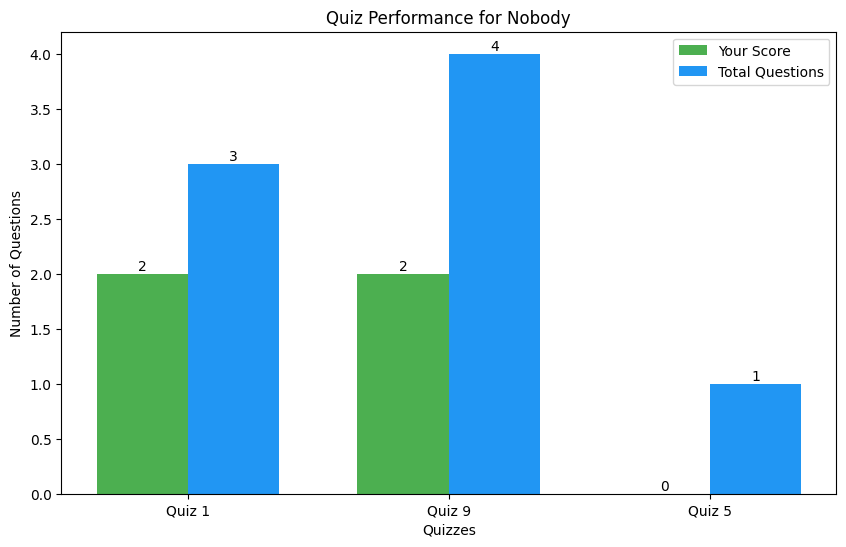 Quiz Performance for Nobody
Your Score
Total Questions
Number of Questions
4.0
3.5
3.0
2.5
2.0
1.5
1.0
0.5
0.0
2
3
2
4
0
1
Quiz 1
Quiz 9
Quiz 5
Quizzes